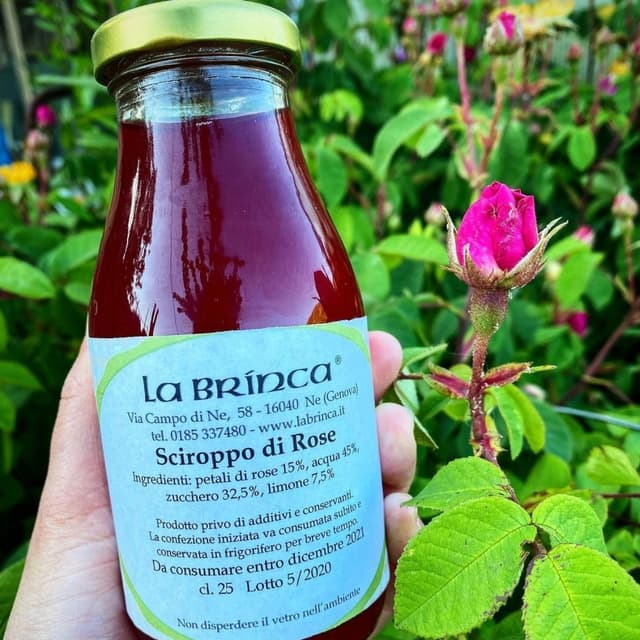 La Brinca®
Via Campo di Ne, 58 - 16040 Ne (Genova)
tel. 0185 337480 - www.labrinca.it
Sciroppo di Rose
Ingredienti: petali di rose 15%, acqua 45%,
zucchero 32,5%, limone 7,5%
Prodotto privo di additivi e conservanti.
La confezione iniziata va consumata subito e
conservata in frigorifero per breve tempo.
Da consumare entro dicembre 2021
cl. 25 Lotto 5/2020
Non disperdere il vetro nell'ambiente